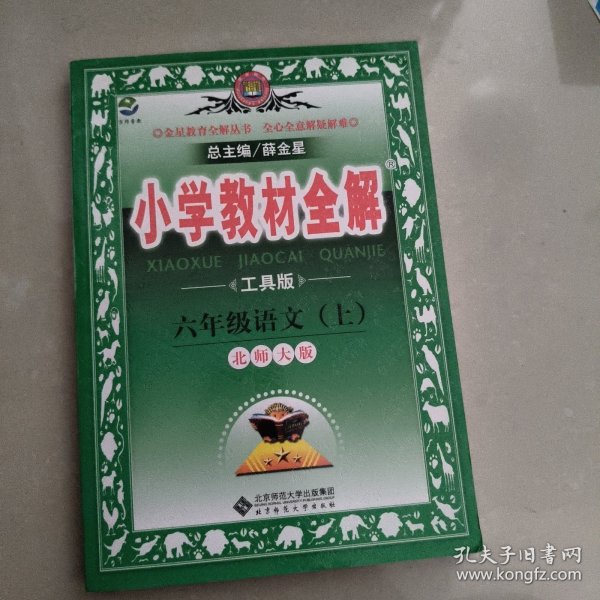 ◎金星教育全解丛书 全心全意解疑解难◎
总主编/薛金星
小学教材全解®
XIAOXUE JIAOCAI QUANJIE
工具版
六年级语文（上）
北师大版
北京师范大学出版集团
北京师范大学出版社
孔夫子旧书网
www.kongfz.com